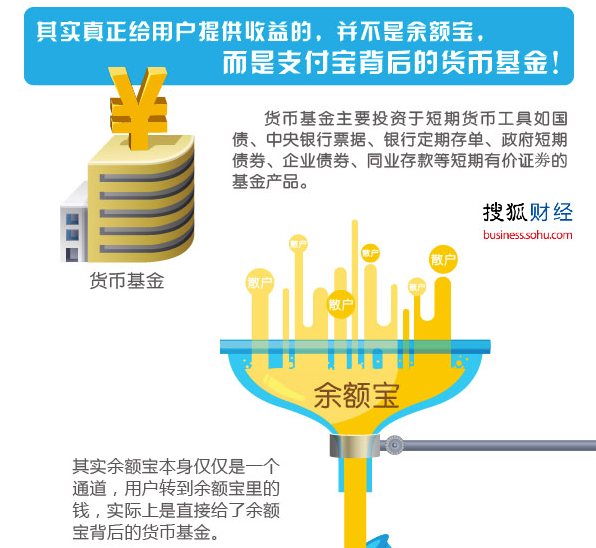 其实真正给用户提供收益的，并不是余额宝，
而是支付宝背后的货币基金！
货币基金主要投资于短期货币工具如国
债、中央银行票据、银行定期存单、政府短期
债券、企业债券、同业存款等短期有价证券的
基金产品。
搜狐财经
business.sohu.com
货币基金
散户
散户
散户
散户
散户
散户
散户
余额宝
其实余额宝本身仅仅是一个
通道，用户转到余额宝里的
钱，实际上是直接给了余额
宝背后的货币基金。